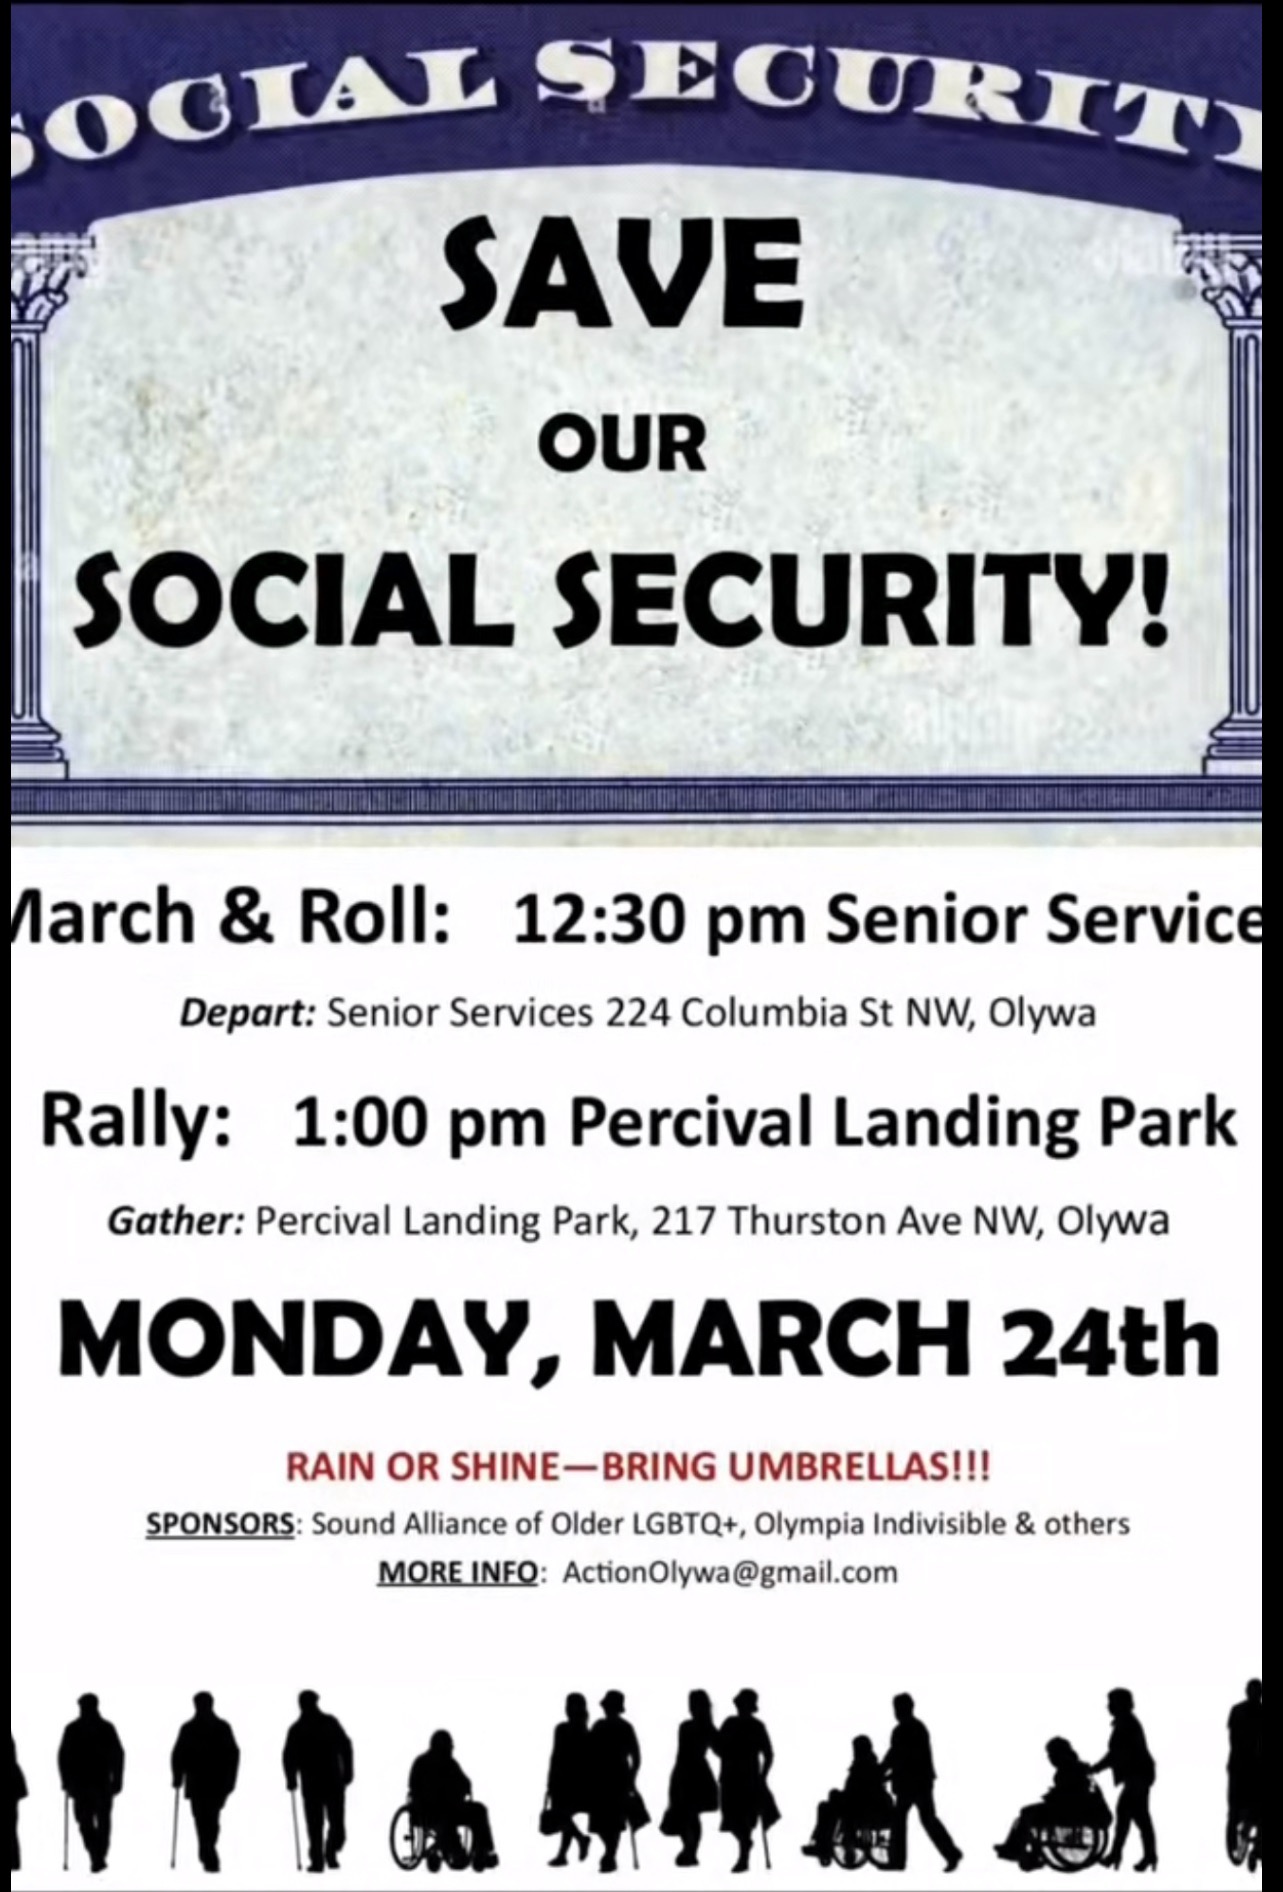 SOCIAL SECURITY
SAVE
OUR
SOCIAL SECURITY!
March & Roll: 12:30 pm Senior Service
Depart: Senior Services 224 Columbia St NW, Olywa
Rally: 1:00 pm Percival Landing Park
Gather: Percival Landing Park, 217 Thurston Ave NW, Olywa
MONDAY, MARCH 24th
RAIN OR SHINE—BRING UMBRELLAS!!!
SPONSORS: Sound Alliance of Older LGBTQ+, Olympia Indivisible & others
MORE INFO: ActionOlywa@gmail.com